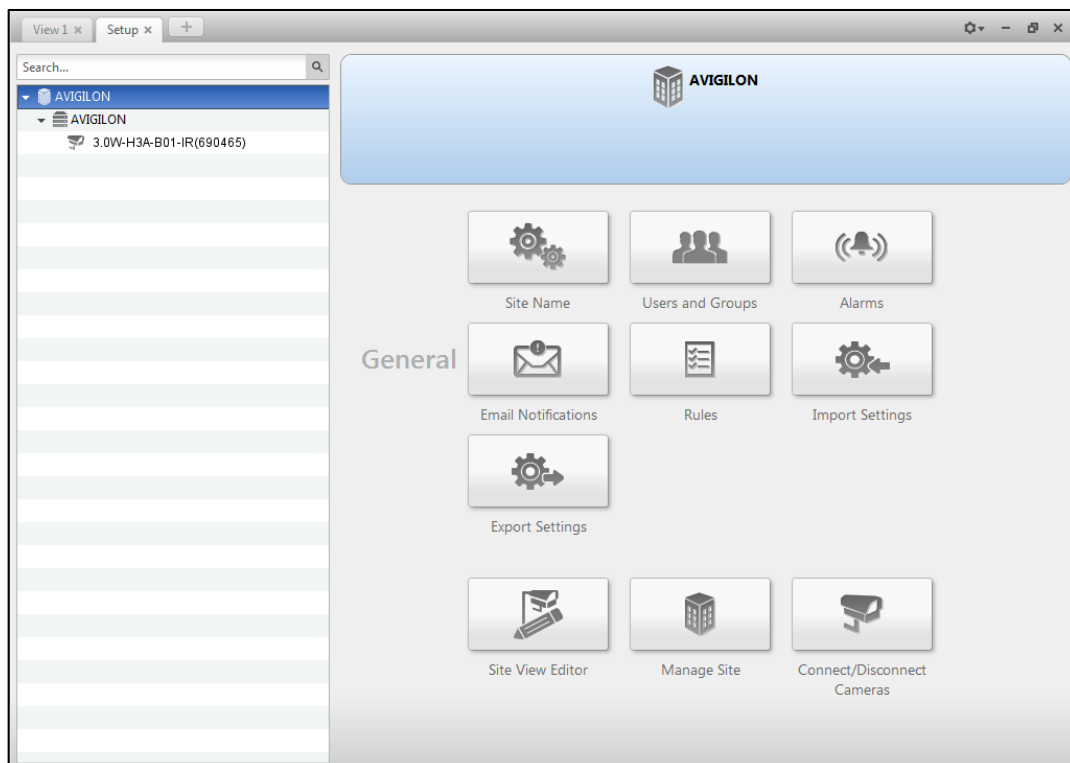 View 1
Setup
Search...
AVIGILON
AVIGILON
3.0W-H3A-B01-IR(690465)
AVIGILON
General
Site Name
Users and Groups
Alarms
Email Notifications
Rules
Import Settings
Export Settings
Site View Editor
Manage Site
Connect/Disconnect
Cameras